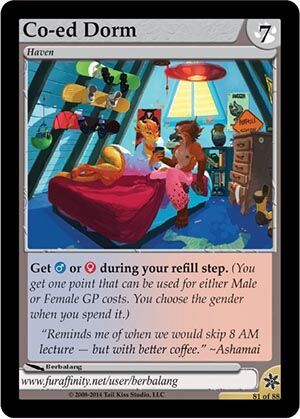 Co-ed Dorm 7
Haven
Get ♂ or ♀ during your refill step. (You
get one point that can be used for either Male
or Female GP costs. You choose the gender
when you spend it.)
“Reminds me of when we would skip 8 AM
lecture — but with better coffee.” ~Ashamai
Berbalang
www.furaffinity.net/user/berbalang
© 2008-2014 Tail Kiss Studio, LLC
81 of 88